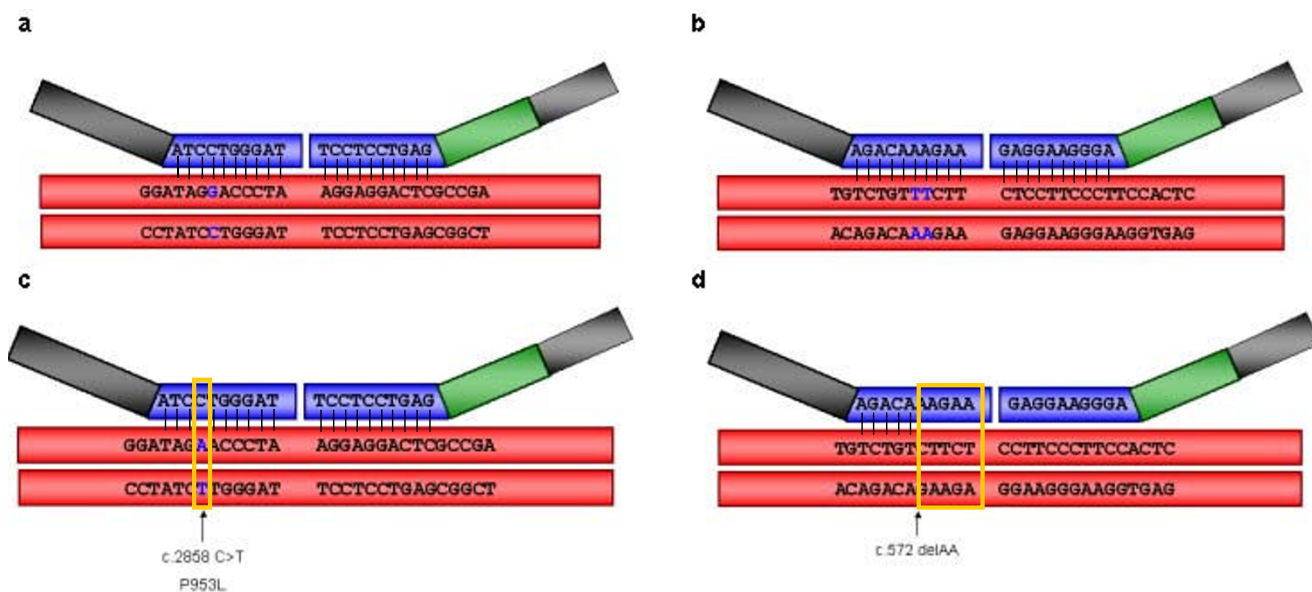 a
ATCCTGGGAT TCCTCCTGAG
GGATAGGACCCTA AGGAGGACTCGCCGA
CCTATCCTGGGAT TCCTCCTGAGCGGCT
b
AGACAAAGAA GAGGAAGGGA
TGTCTGTTTCTT CTCCTTCCCTTCCACTC
ACAGACAAAGAA GAGGAAGGGAAGGTGAG
c
ATCCTGGGAT TCCTCCTGAG
GGATAGAACCCTA AGGAGGACTCGCCGA
CCTATCTTGGGAT TCCTCCTGAGCGGCT
c.2858 C>T
P953L
d
AGACAAAGAA GAGGAAGGGA
TGTCTGTCTTCT CCTTCCCTTCCACTC
ACAGACAGAAGA GGAAGGGAAGGTGAG
c.572 delAA